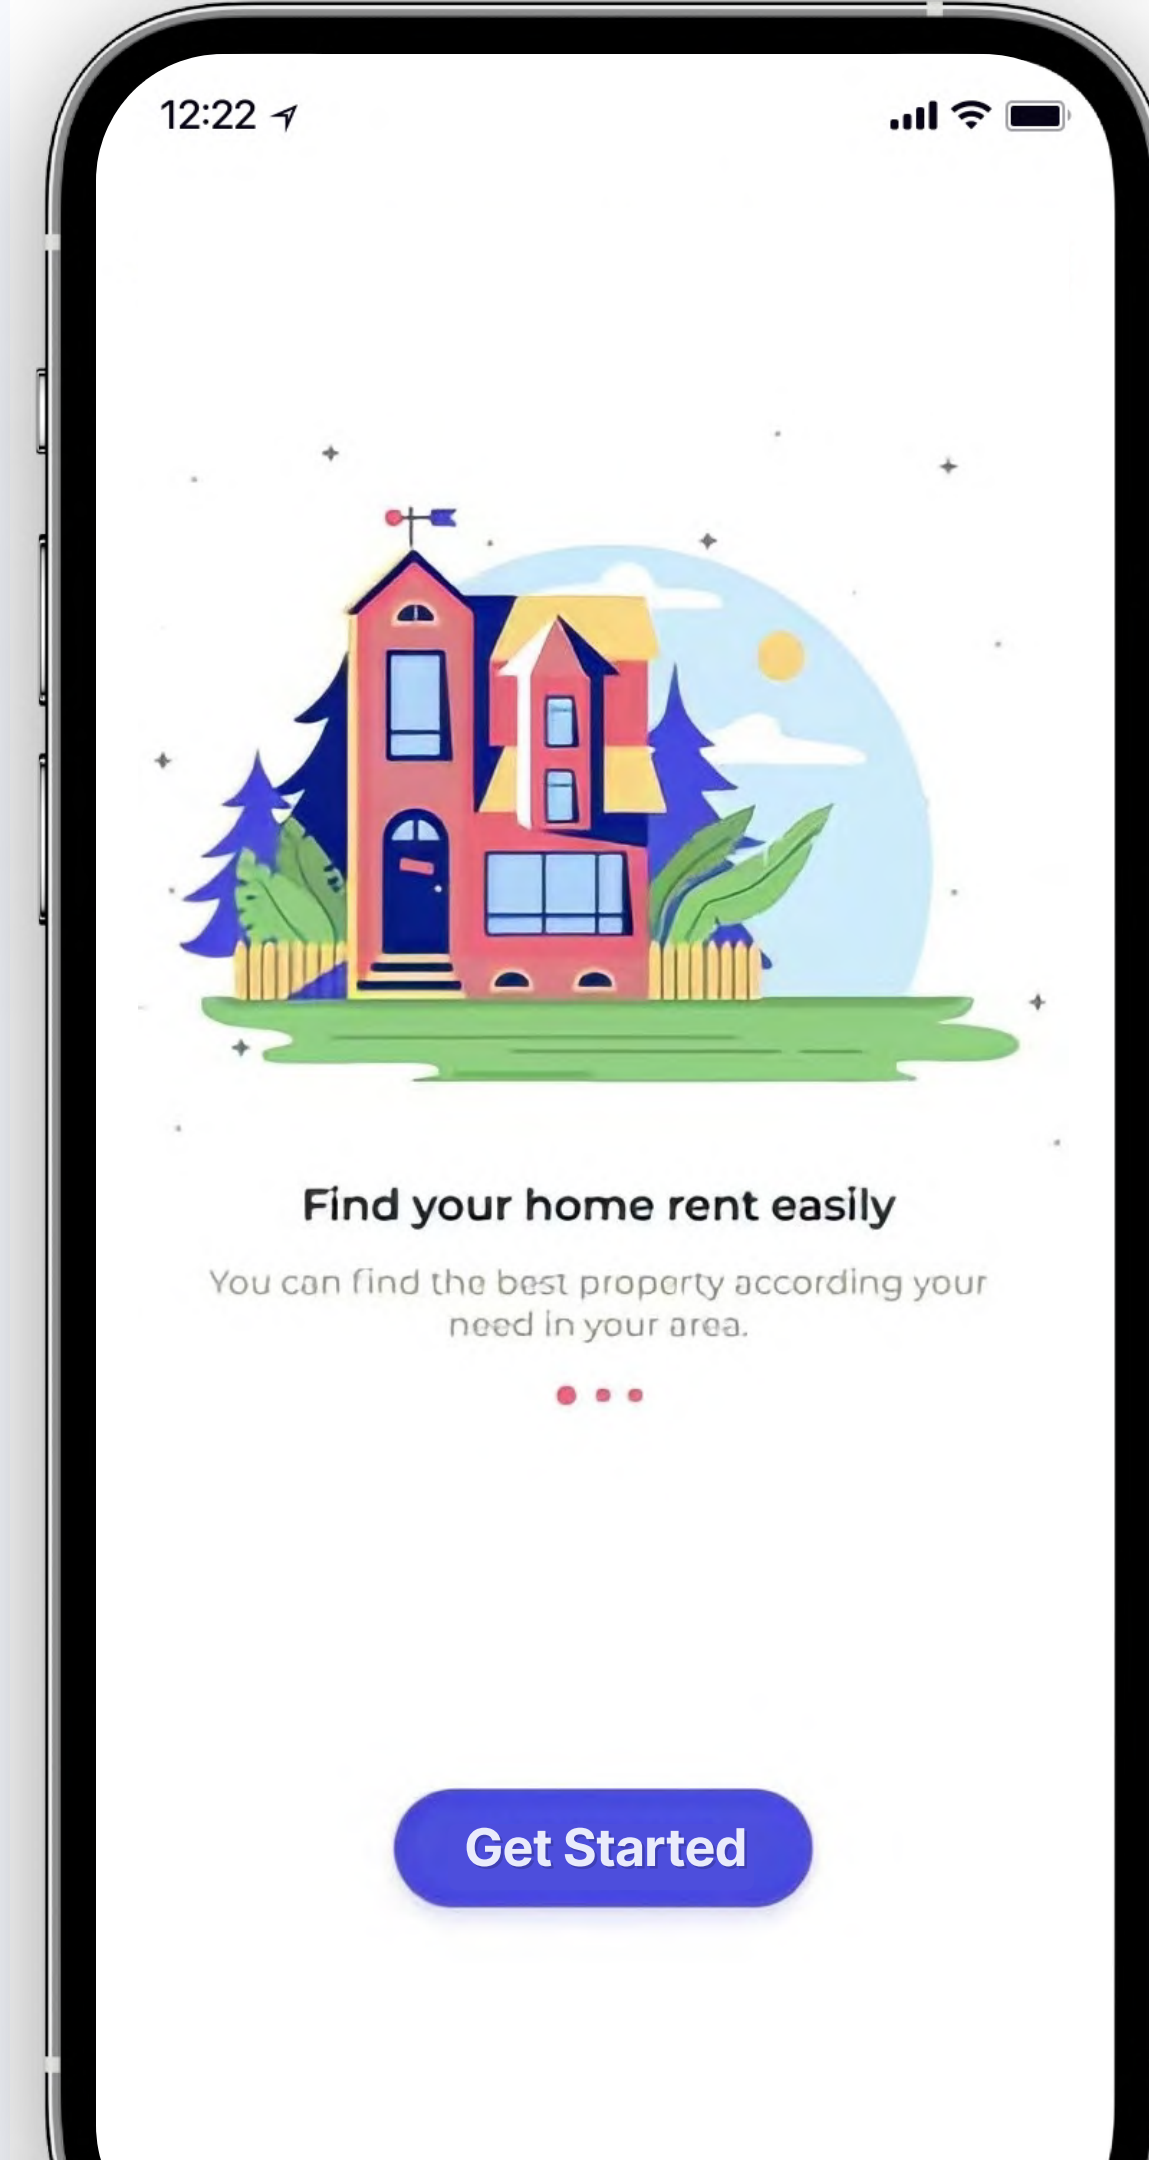 12:22
Find your home rent easily
You can find the best property according your
need in your area.
Get Started